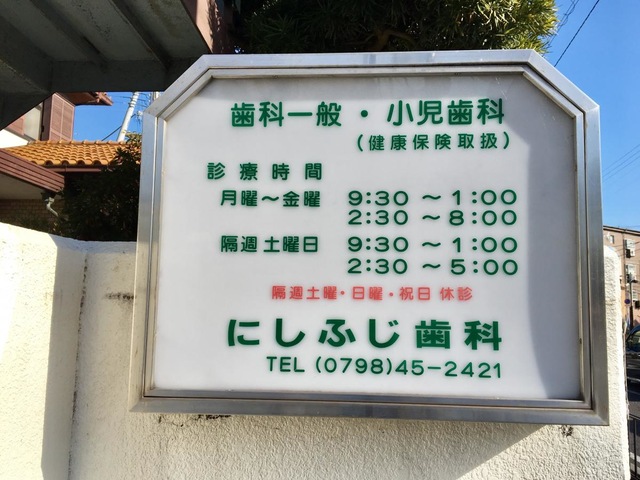 歯科一般・小児歯科
(健康保険取扱)
診療時間
月曜～金曜 9:30～1:00
2:30～8:00
隔週土曜日 9:30～1:00
2:30～5:00
隔週土曜・日曜・祝日 休診
にしふじ歯科
TEL (0798)45-2421